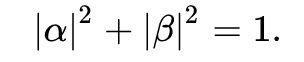 |α|² + |β|² = 1.